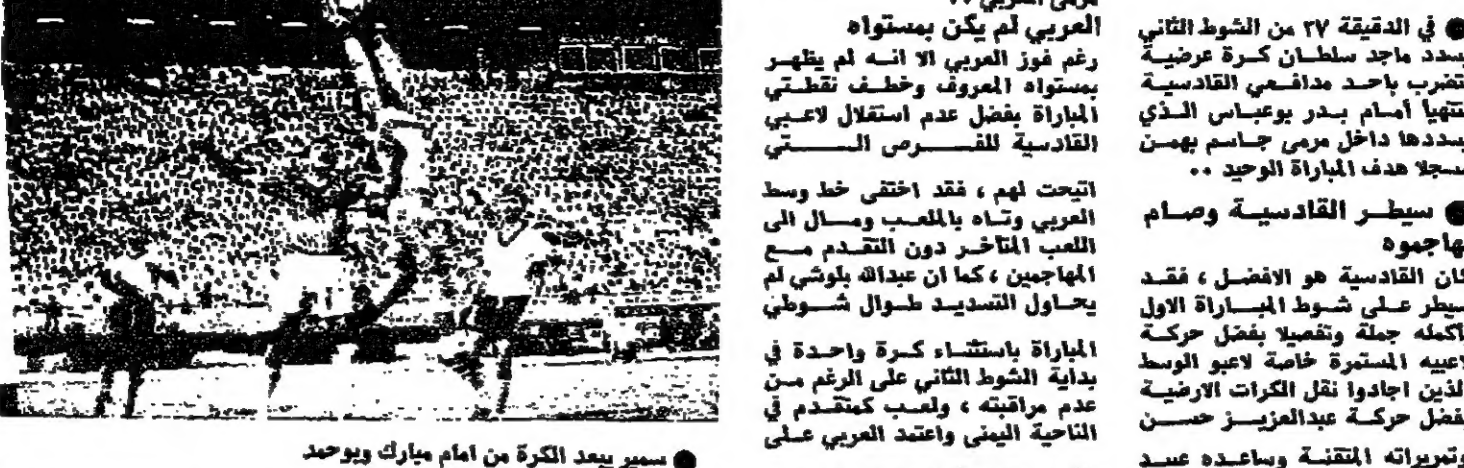 ● في الدقيقة ٢٧ من الشوط الثاني
يسدد ماجد سلطان كرة عرضية
تضرب باحد مدافعي القادسية
تتهيأ أمام بدر بوعباس الذي
يسددها داخل مرمى جاسم بهمن
مسجلا هدف المباراة الوحيد ••
● سيطر القادسية وصام
مهاجموه
كان القادسية هو الافضل ، فقد
سيطر على شوط المباراة الاول
بأكمله جملة وتفصيلا بفضل حركة
لاعبيه المستمرة خاصة لاعبو الوسط
الذين اجادوا نقل الكرات الارضية
بفضل حركة عبدالعزيز حسن
وتمريراته المتقنة وساعده عبد
مرمى العربي ••
العربي لم يكن بمستواه
رغم فوز العربي الا انه لم يظهر
بمستواه المعروف وخطف نقطتي
المباراة بفضل عدم استغلال لاعبي
القادسية للفرص التي
اتيحت لهم ، فقد اختفى خط وسط
العربي وتاه بالملعب ومال الى
اللعب المتأخر دون التقدم مع
المهاجمين ، كما ان عبدالله بلوشي لم
يحاول التسديد طوال شوطي
المباراة باستثناء كرة واحدة في
بداية الشوط الثاني على الرغم من
عدم مراقبته ، ولعب كمتقدم في
الناحية اليمنى واعتمد العربي على
● سمير يبعد الكرة من امام مبارك وبوحمد